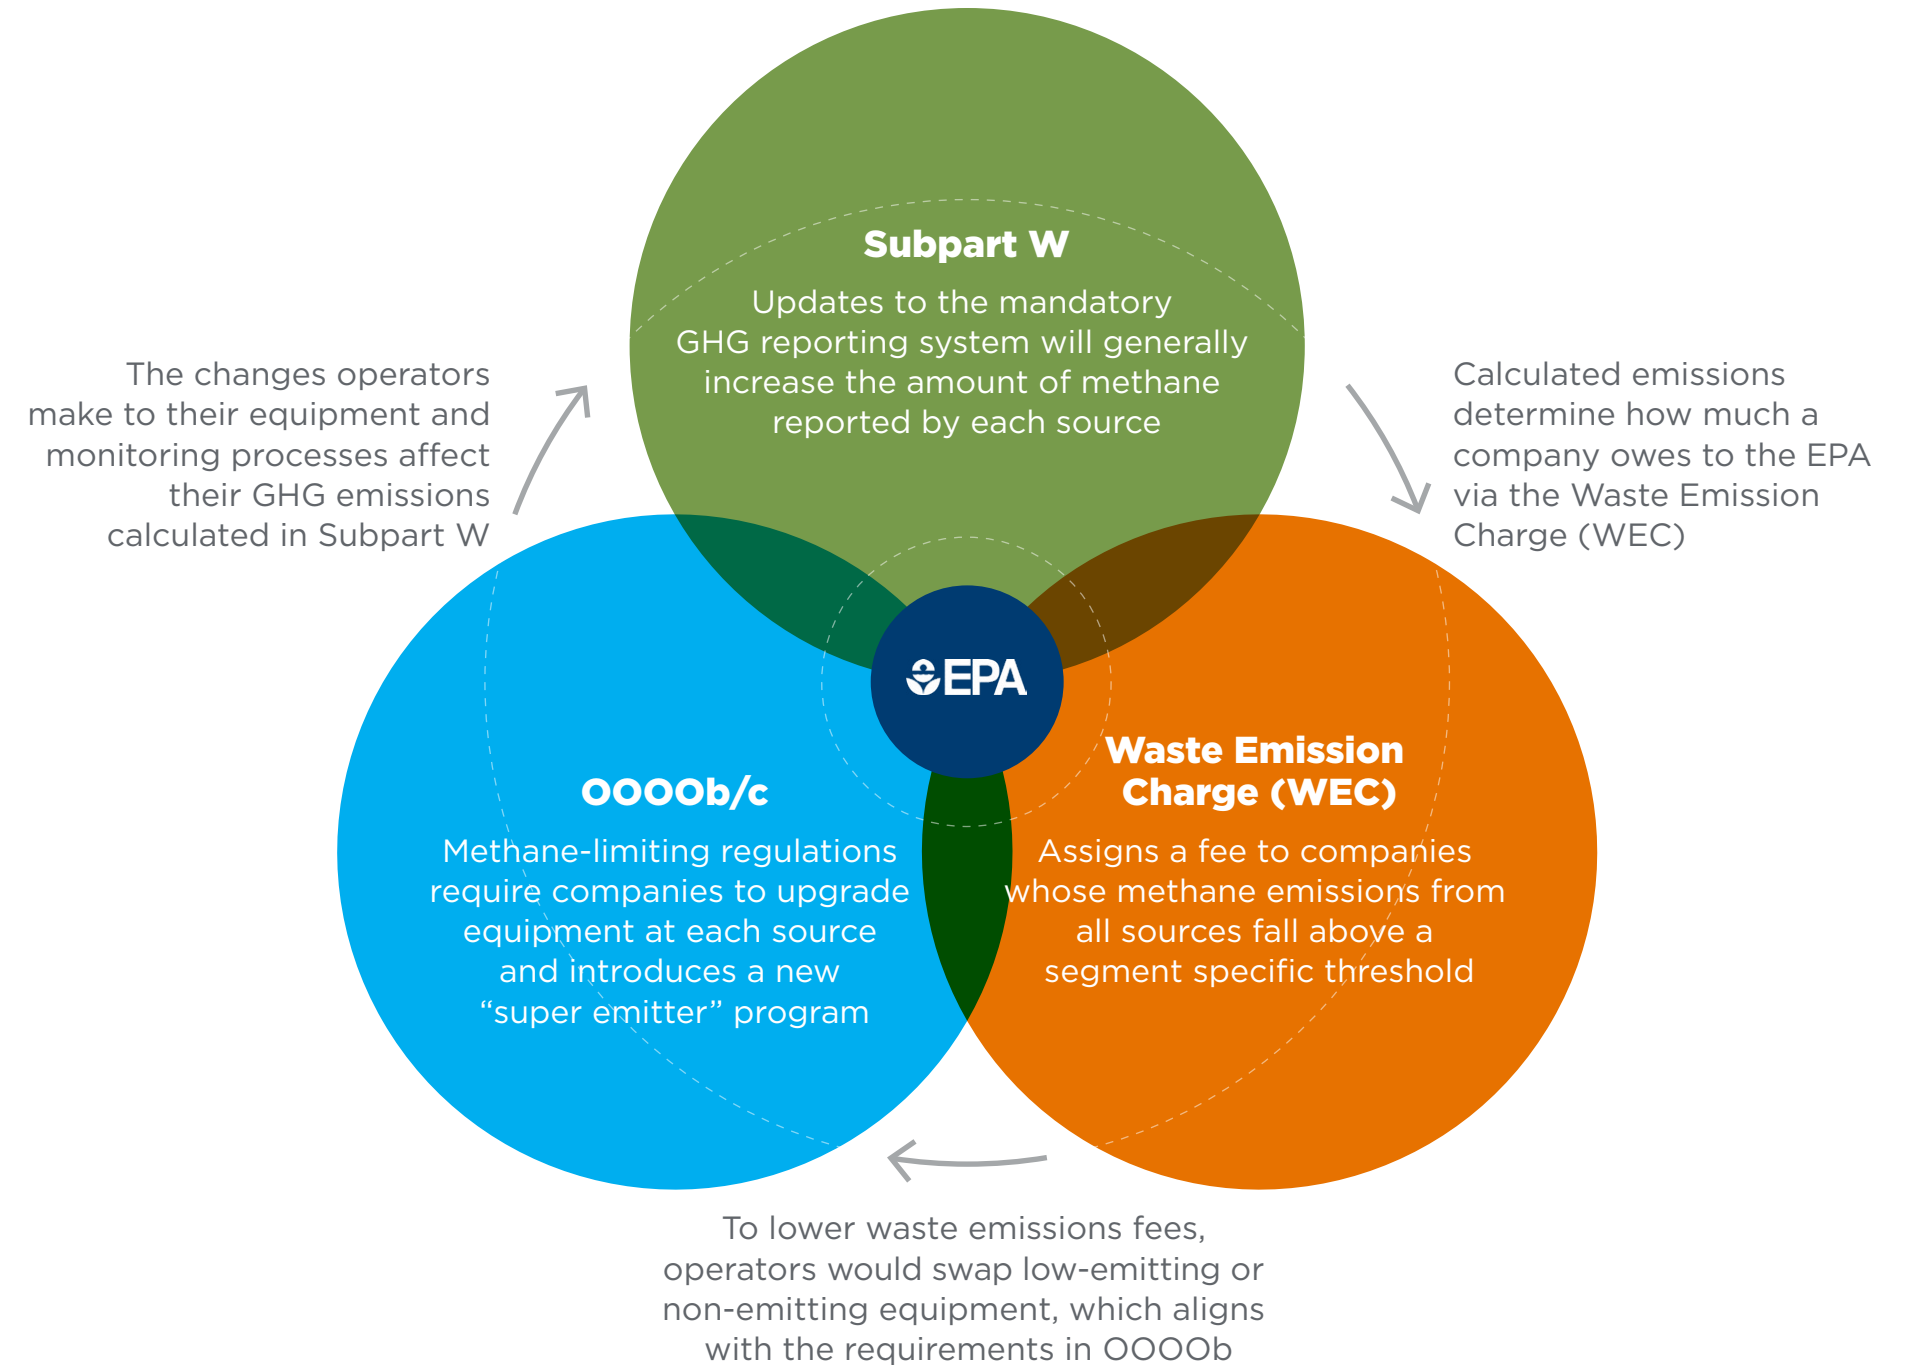 Subpart W
Updates to the mandatory
GHG reporting system will generally
increase the amount of methane
reported by each source
The changes operators
make to their equipment and
monitoring processes affect
their GHG emissions
calculated in Subpart W
Calculated emissions
determine how much a
company owes to the EPA
via the Waste Emission
Charge (WEC)
EPA
OOOOb/c
Methane-limiting regulations
require companies to upgrade
equipment at each source
and introduces a new
“super emitter” program
Waste Emission
Charge (WEC)
Assigns a fee to companies
whose methane emissions from
all sources fall above a
segment specific threshold
To lower waste emissions fees,
operators would swap low-emitting or
non-emitting equipment, which aligns
with the requirements in OOOOb